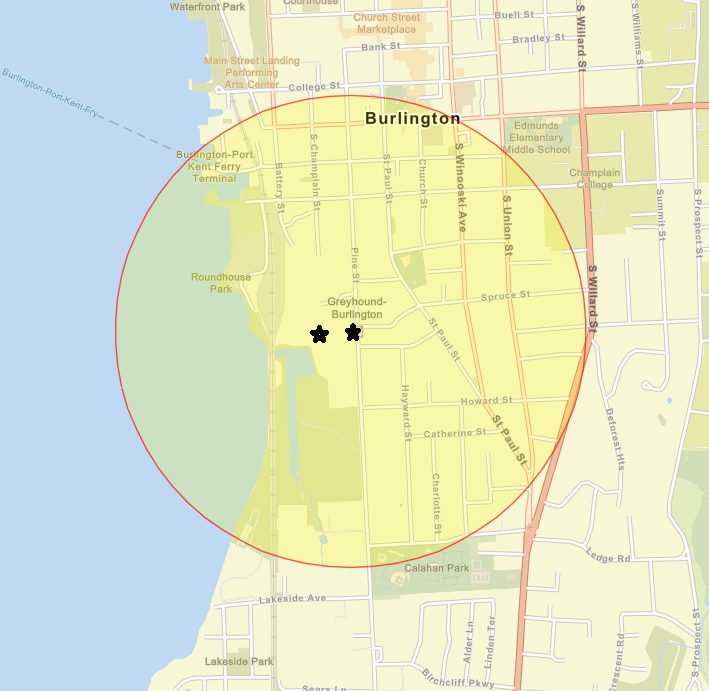 Waterfront Park
Courthouse
Church Street
Marketplace
Buell St
Bradley St
Bank St
S Willard St
S Williams St
Main Street Landing
Performing
Arts Center
College St
Burlington-Port-Kent-Fry
Burlington
Edmunds
Elementary
Middle School
Burlington-Port
Kent Ferry
Terminal
Champlain
College
Battery St
S Champlain St
St Paul St
Church St
S Winooski Ave
S Union St
Summit St
S Prospect St
Pine St
Roundhouse
Park
Greyhound-
Burlington
Spruce St
S Willard St
St Paul St
Hayward St
Howard St
Catherine St
St Paul St
Deforest Hts
Charlotte St
Calahan Park
Ledge Rd
Lakeside Ave
Lakeside Park
Alder Ln
Linden Ter
Birchcliff Pkwy
Crescent Rd
S Prospect St
Sears Ln